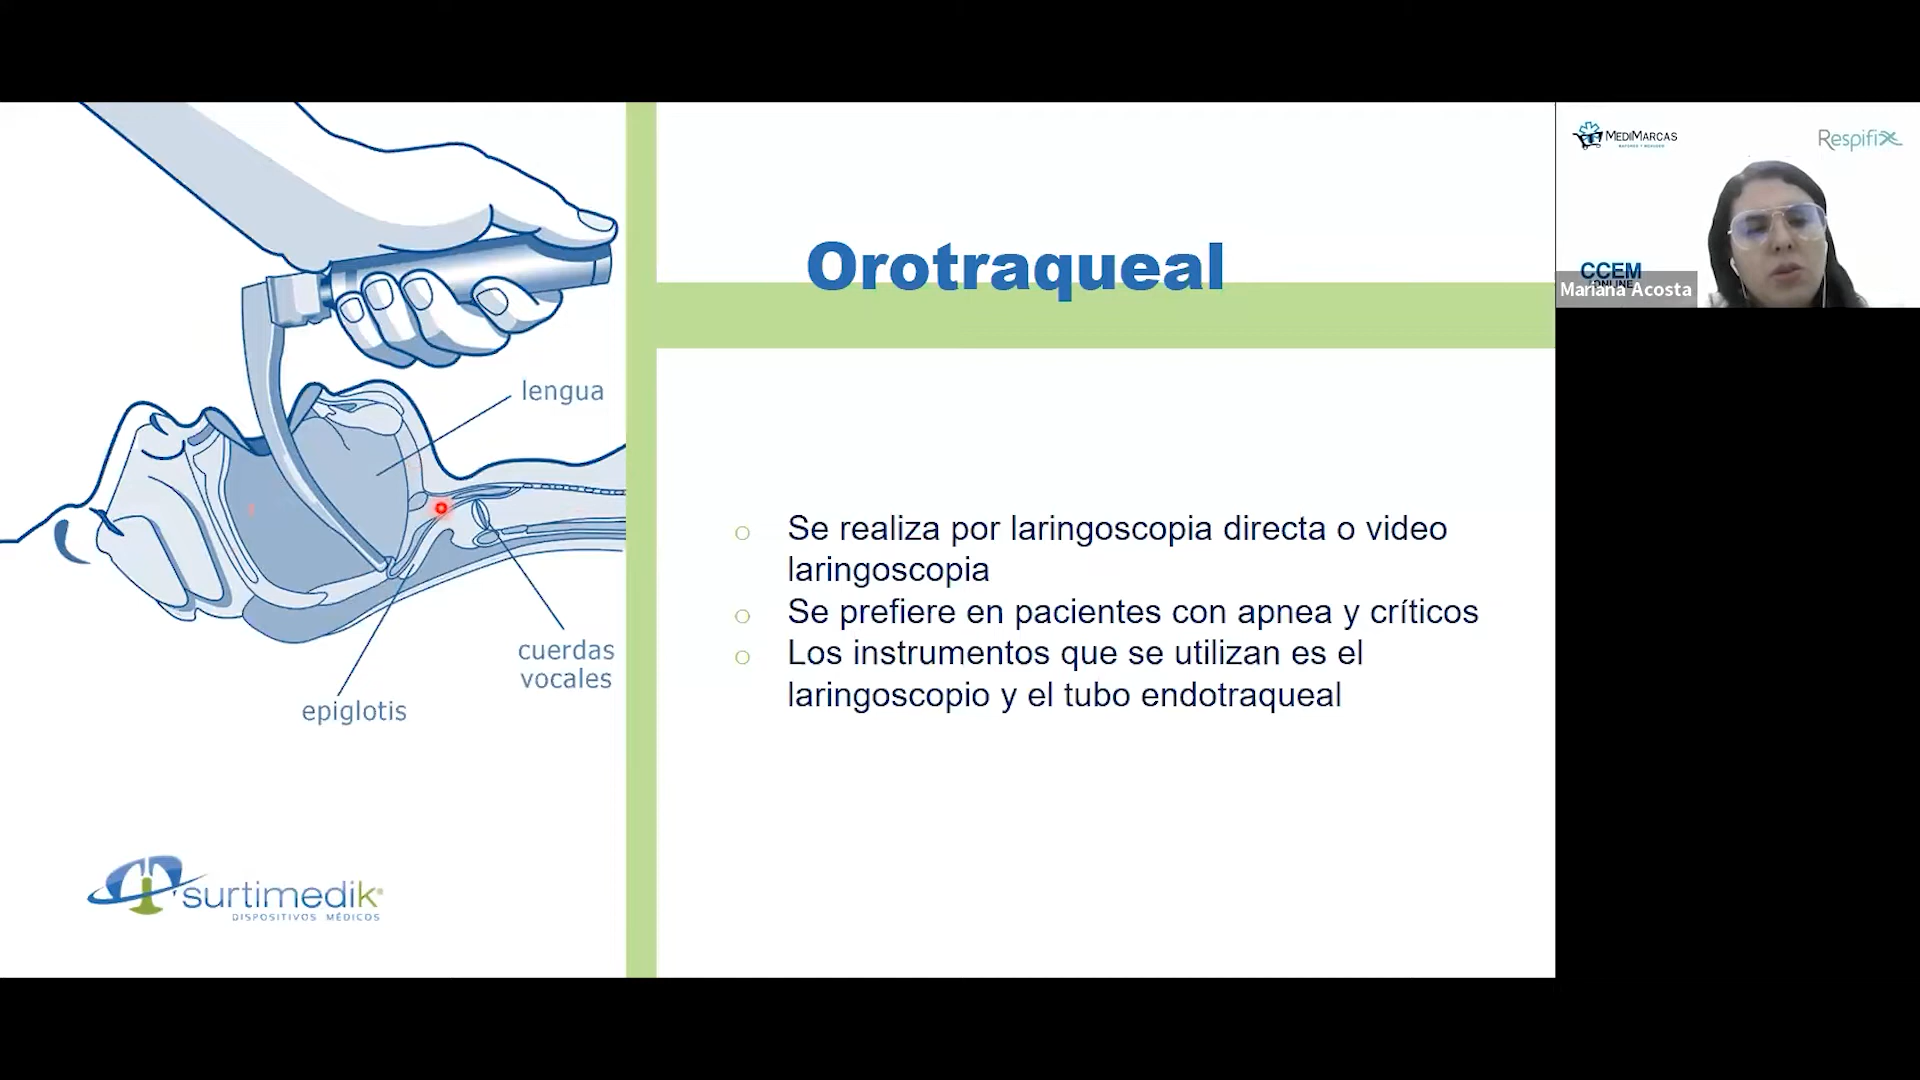 lengua
cuerdas
vocales
epiglotis
surtimedik
DISPOSITIVOS MÉDICOS
Orotraqueal
Se realiza por laringoscopia directa o video
laringoscopia
Se prefiere en pacientes con apnea y críticos
Los instrumentos que se utilizan es el
laringoscopio y el tubo endotraqueal
MEDIMARCAS
Respifix
CCEM
ONLINE
Mariana Acosta